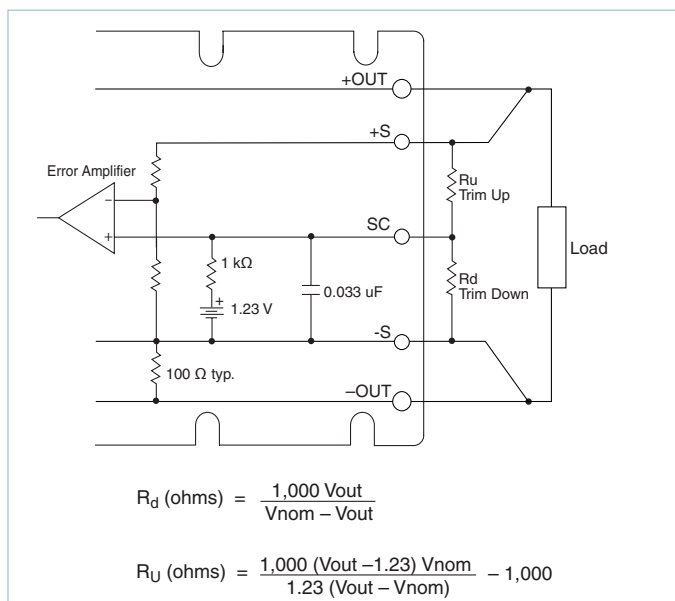 +OUT
+S
Error Amplifier
Ru
Trim Up
−
+
SC
1 kΩ
Load
Rd
Trim Down
+
1.23 V
0.033 uF
-S
100 Ω typ.
–OUT
Rd (ohms) = 1,000 Vout / Vnom – Vout
RU (ohms) = 1,000 (Vout –1.23) Vnom / 1.23 (Vout – Vnom) – 1,000